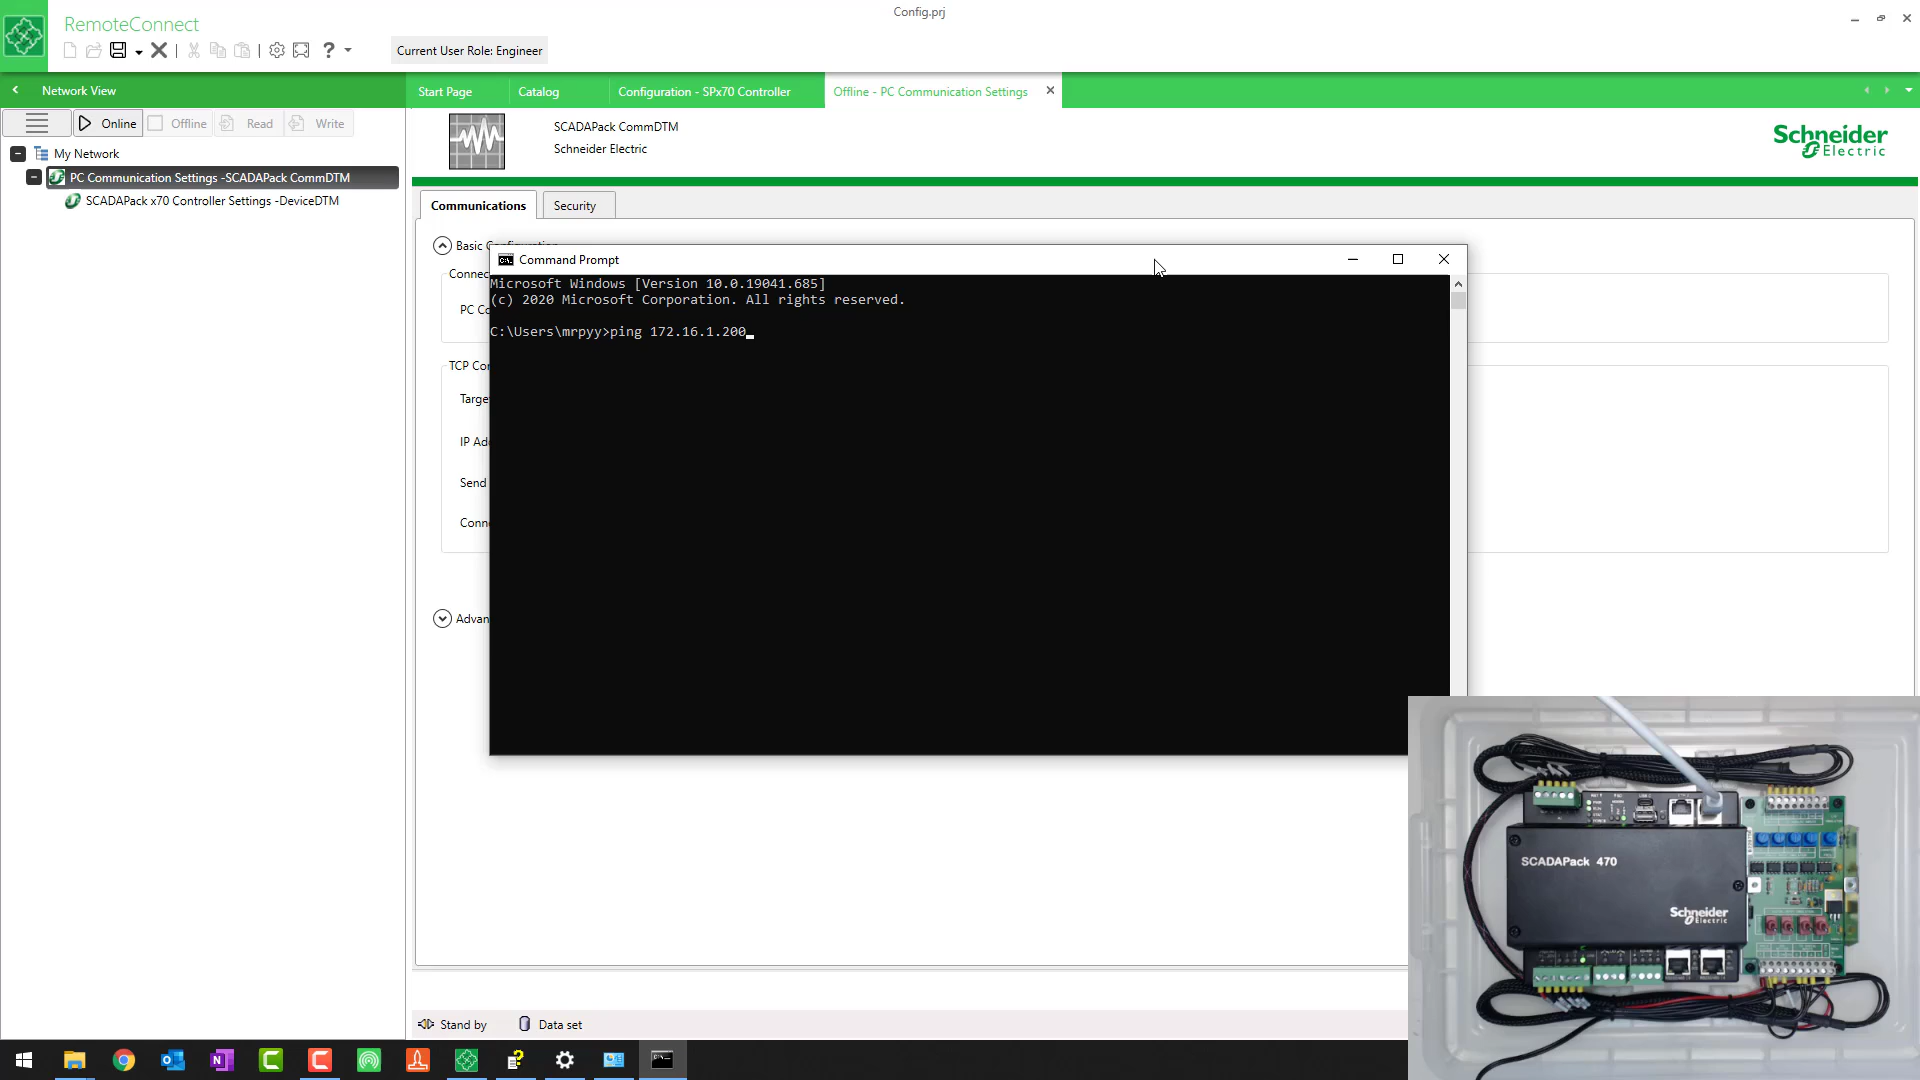 Config.prj
RemoteConnect
Current User Role: Engineer
Network View
Start Page
Catalog
Configuration - SPx70 Controller
Offline - PC Communication Settings
Online
Offline
Read
Write
My Network
PC Communication Settings -SCADAPack CommDTM
SCADAPack x70 Controller Settings -DeviceDTM
SCADAPack CommDTM
Schneider Electric
Schneider
Electric
Communications
Security
Basic
Connec
PC Co
TCP Co
Targe
IP Ad
Send
Conn
Advan
Command Prompt
Microsoft Windows [Version 10.0.19041.685]
(c) 2020 Microsoft Corporation. All rights reserved.
C:\Users\mrpyy>ping 172.16.1.200
SCADAPack 470
Schneider
Electric
Stand by
Data set